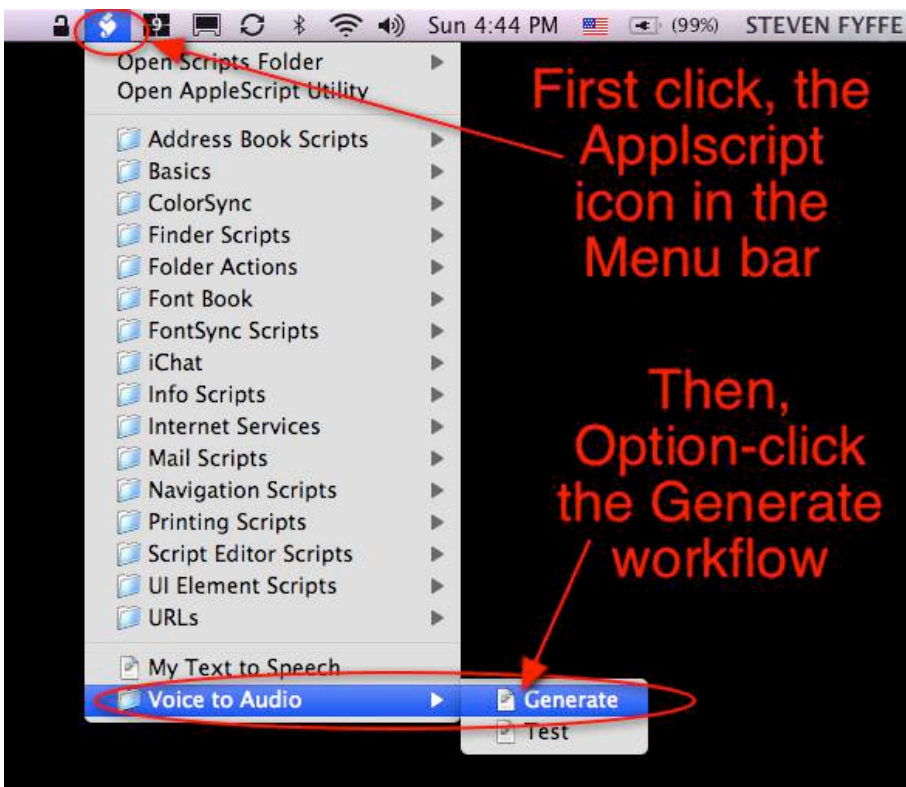 9 Sun 4:44 PM (99%) STEVEN FYFFE
Open Scripts Folder
Open AppleScript Utility
Address Book Scripts
Basics
ColorSync
Finder Scripts
Folder Actions
Font Book
FontSync Scripts
iChat
Info Scripts
Internet Services
Mail Scripts
Navigation Scripts
Printing Scripts
Script Editor Scripts
UI Element Scripts
URLs
My Text to Speech
Voice to Audio
Generate
Test
First click, the
Applscript
icon in the
Menu bar
Then,
Option-click
the Generate
workflow